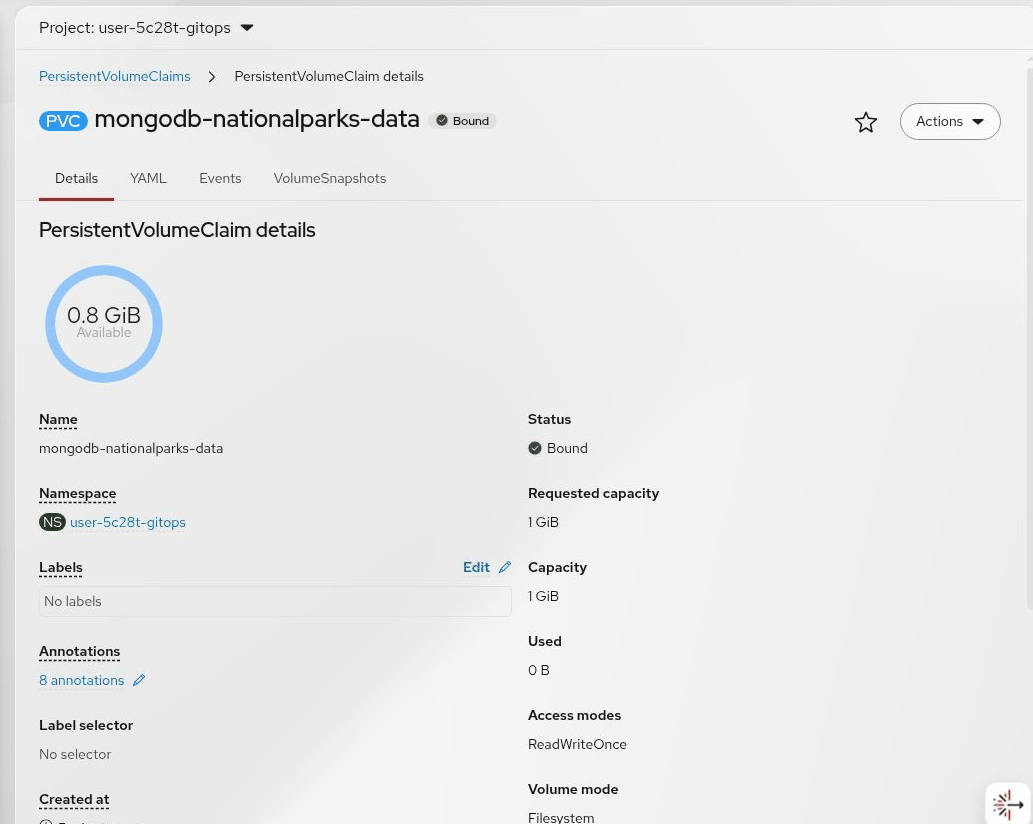 Project: user-5c28t-gitops
PersistentVolumeClaims > PersistentVolumeClaim details
PVC mongodb-nationalparks-data Bound
Actions
Details YAML Events VolumeSnapshots
PersistentVolumeClaim details
0.8 GiB
Available
Name
mongodb-nationalparks-data
Namespace
NS user-5c28t-gitops
Labels Edit
No labels
Annotations
8 annotations
Label selector
No selector
Created at
Status
Bound
Requested capacity
1 GiB
Capacity
1 GiB
Used
0 B
Access modes
ReadWriteOnce
Volume mode
Filesystem